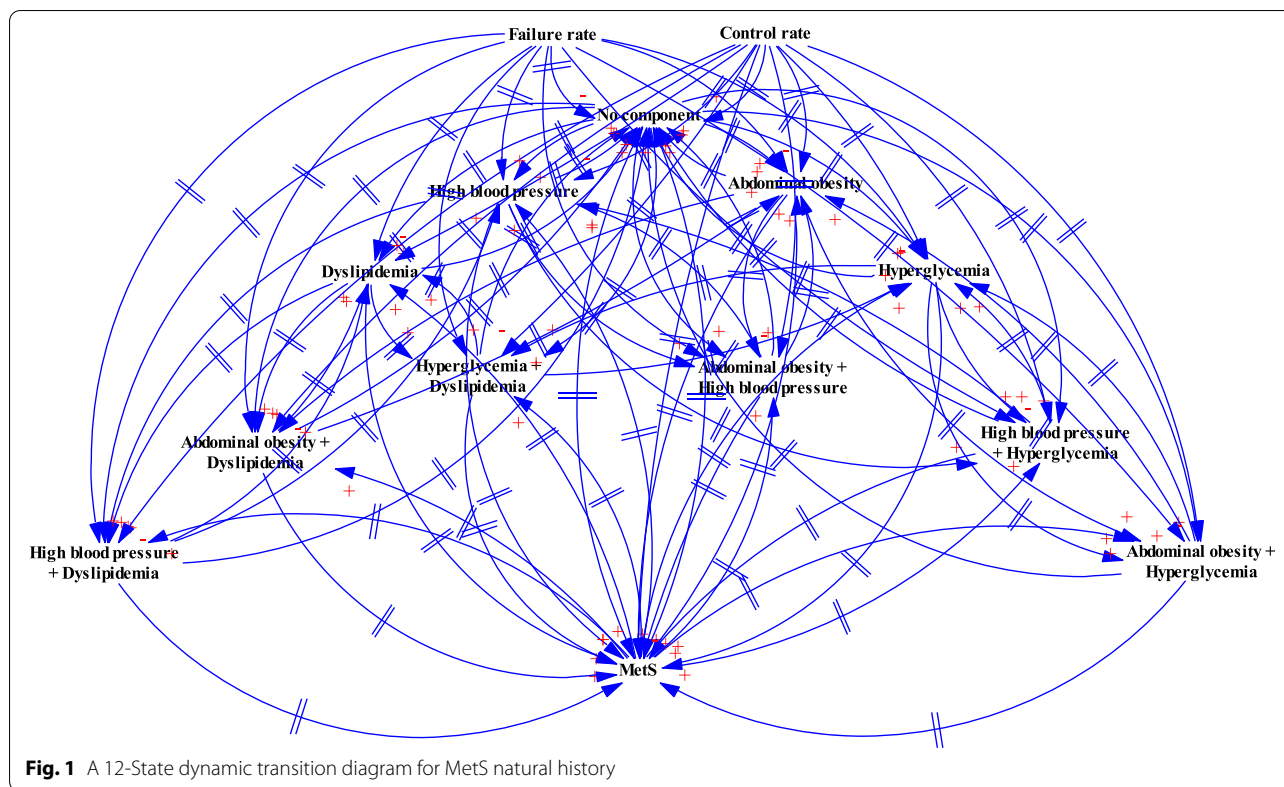 Failure rate
Control rate
No component
High blood pressure
Abdominal obesity
Dyslipidemia
Hyperglycemia
Hyperglycemia +
Dyslipidemia
Abdominal obesity +
High blood pressure
Abdominal obesity +
Dyslipidemia
High blood pressure
+ Hyperglycemia
High blood pressure
+ Dyslipidemia
Abdominal obesity +
Hyperglycemia
MetS
Fig. 1 A 12-State dynamic transition diagram for MetS natural history